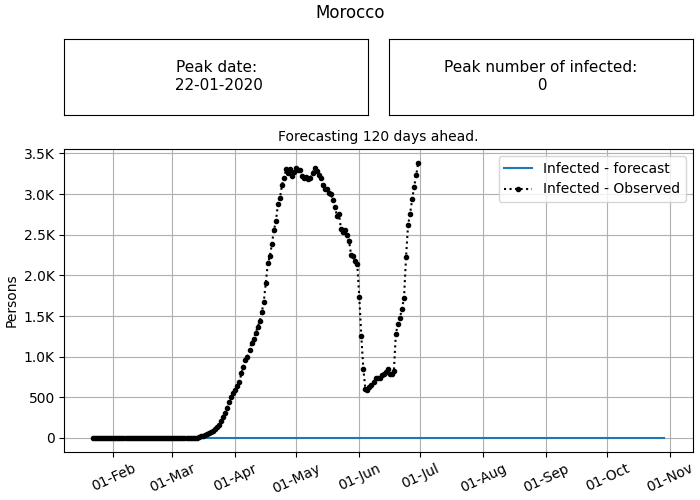 Morocco
Peak date:
22-01-2020
Peak number of infected:
0
Forecasting 120 days ahead.
Infected - forecast
Infected - Observed
Persons
3.5K
3.0K
2.5K
2.0K
1.5K
1.0K
500
0
01-Feb
01-Mar
01-Apr
01-May
01-Jun
01-Jul
01-Aug
01-Sep
01-Oct
01-Nov